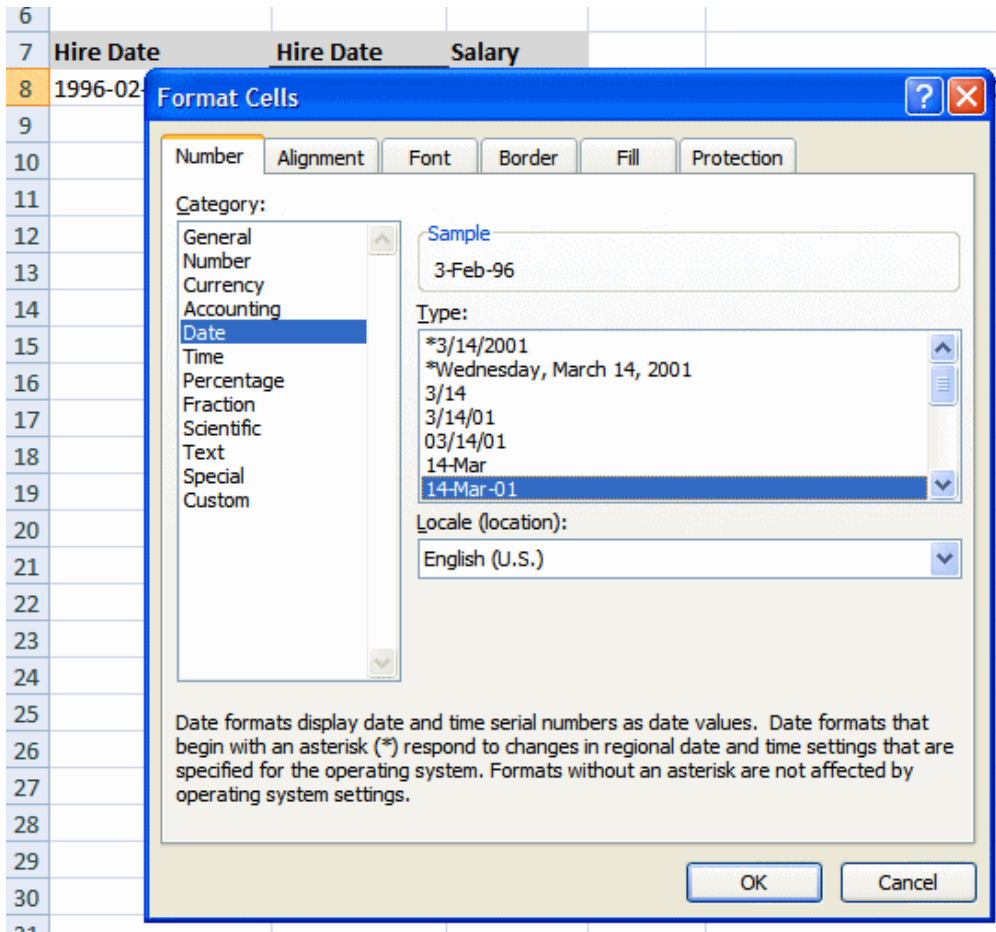 6
7 Hire Date Hire Date Salary
8 1996-02-
Format Cells
9
Number Alignment Font Border Fill Protection
10
11
Category:
12
General
Sample
Number
13
3-Feb-96
Currency
14
Accounting
Type:
Date
15
*3/14/2001
Time
*Wednesday, March 14, 2001
16
Percentage
3/14
Fraction
17
3/14/01
Scientific
03/14/01
18
Text
14-Mar
Special
19
14-Mar-01
Custom
20
Locale (location):
21
English (U.S.)
22
23
24
25
Date formats display date and time serial numbers as date values. Date formats that
26
begin with an asterisk (*) respond to changes in regional date and time settings that are
specified for the operating system. Formats without an asterisk are not affected by
27
operating system settings.
28
29
OK Cancel
30